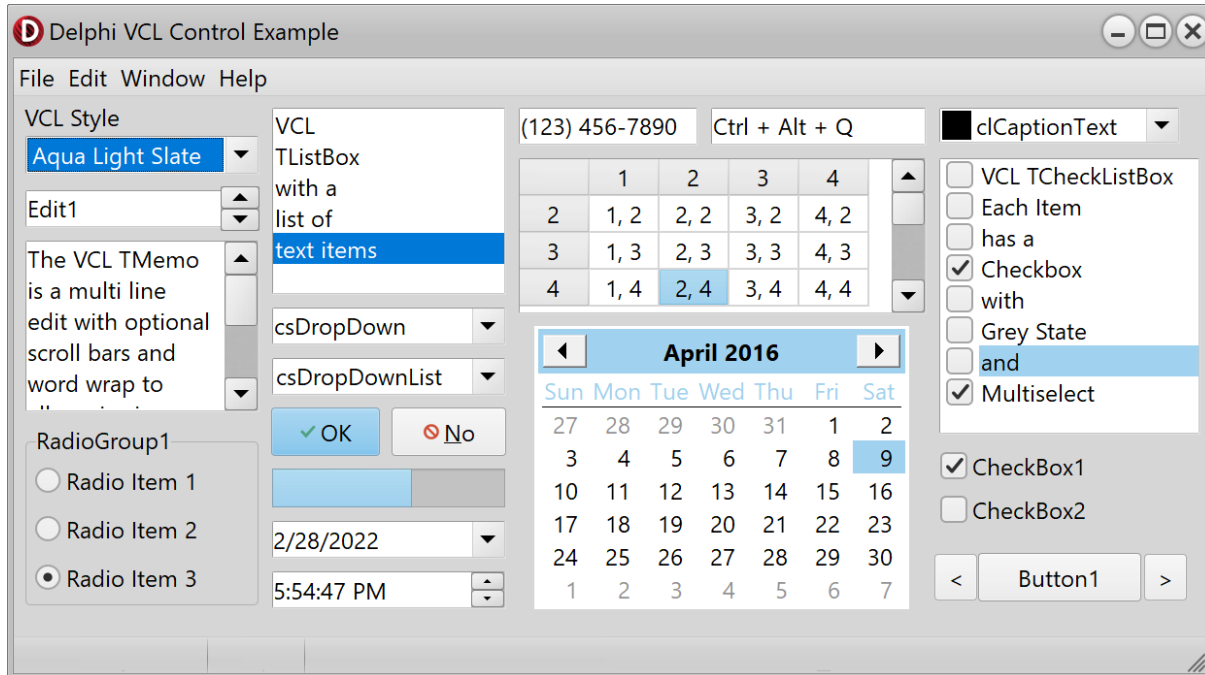 Delphi VCL Control Example
File Edit Window Help
VCL Style
Aqua Light Slate
Edit1
The VCL TMemo
is a multi line
edit with optional
scroll bars and
word wrap to
RadioGroup1
Radio Item 1
Radio Item 2
Radio Item 3
VCL
TListBox
with a
list of
text items
csDropDown
csDropDownList
OK
No
2/28/2022
5:54:47 PM
(123) 456-7890
Ctrl + Alt + Q
1 2 3 4
2 1, 2 2, 2 3, 2 4, 2
3 1, 3 2, 3 3, 3 4, 3
4 1, 4 2, 4 3, 4 4, 4
April 2016
Sun Mon Tue Wed Thu Fri Sat
27 28 29 30 31 1 2
3 4 5 6 7 8 9
10 11 12 13 14 15 16
17 18 19 20 21 22 23
24 25 26 27 28 29 30
1 2 3 4 5 6 7
clCaptionText
VCL TCheckListBox
Each Item
has a
Checkbox
with
Grey State
and
Multiselect
CheckBox1
CheckBox2
< Button1 >